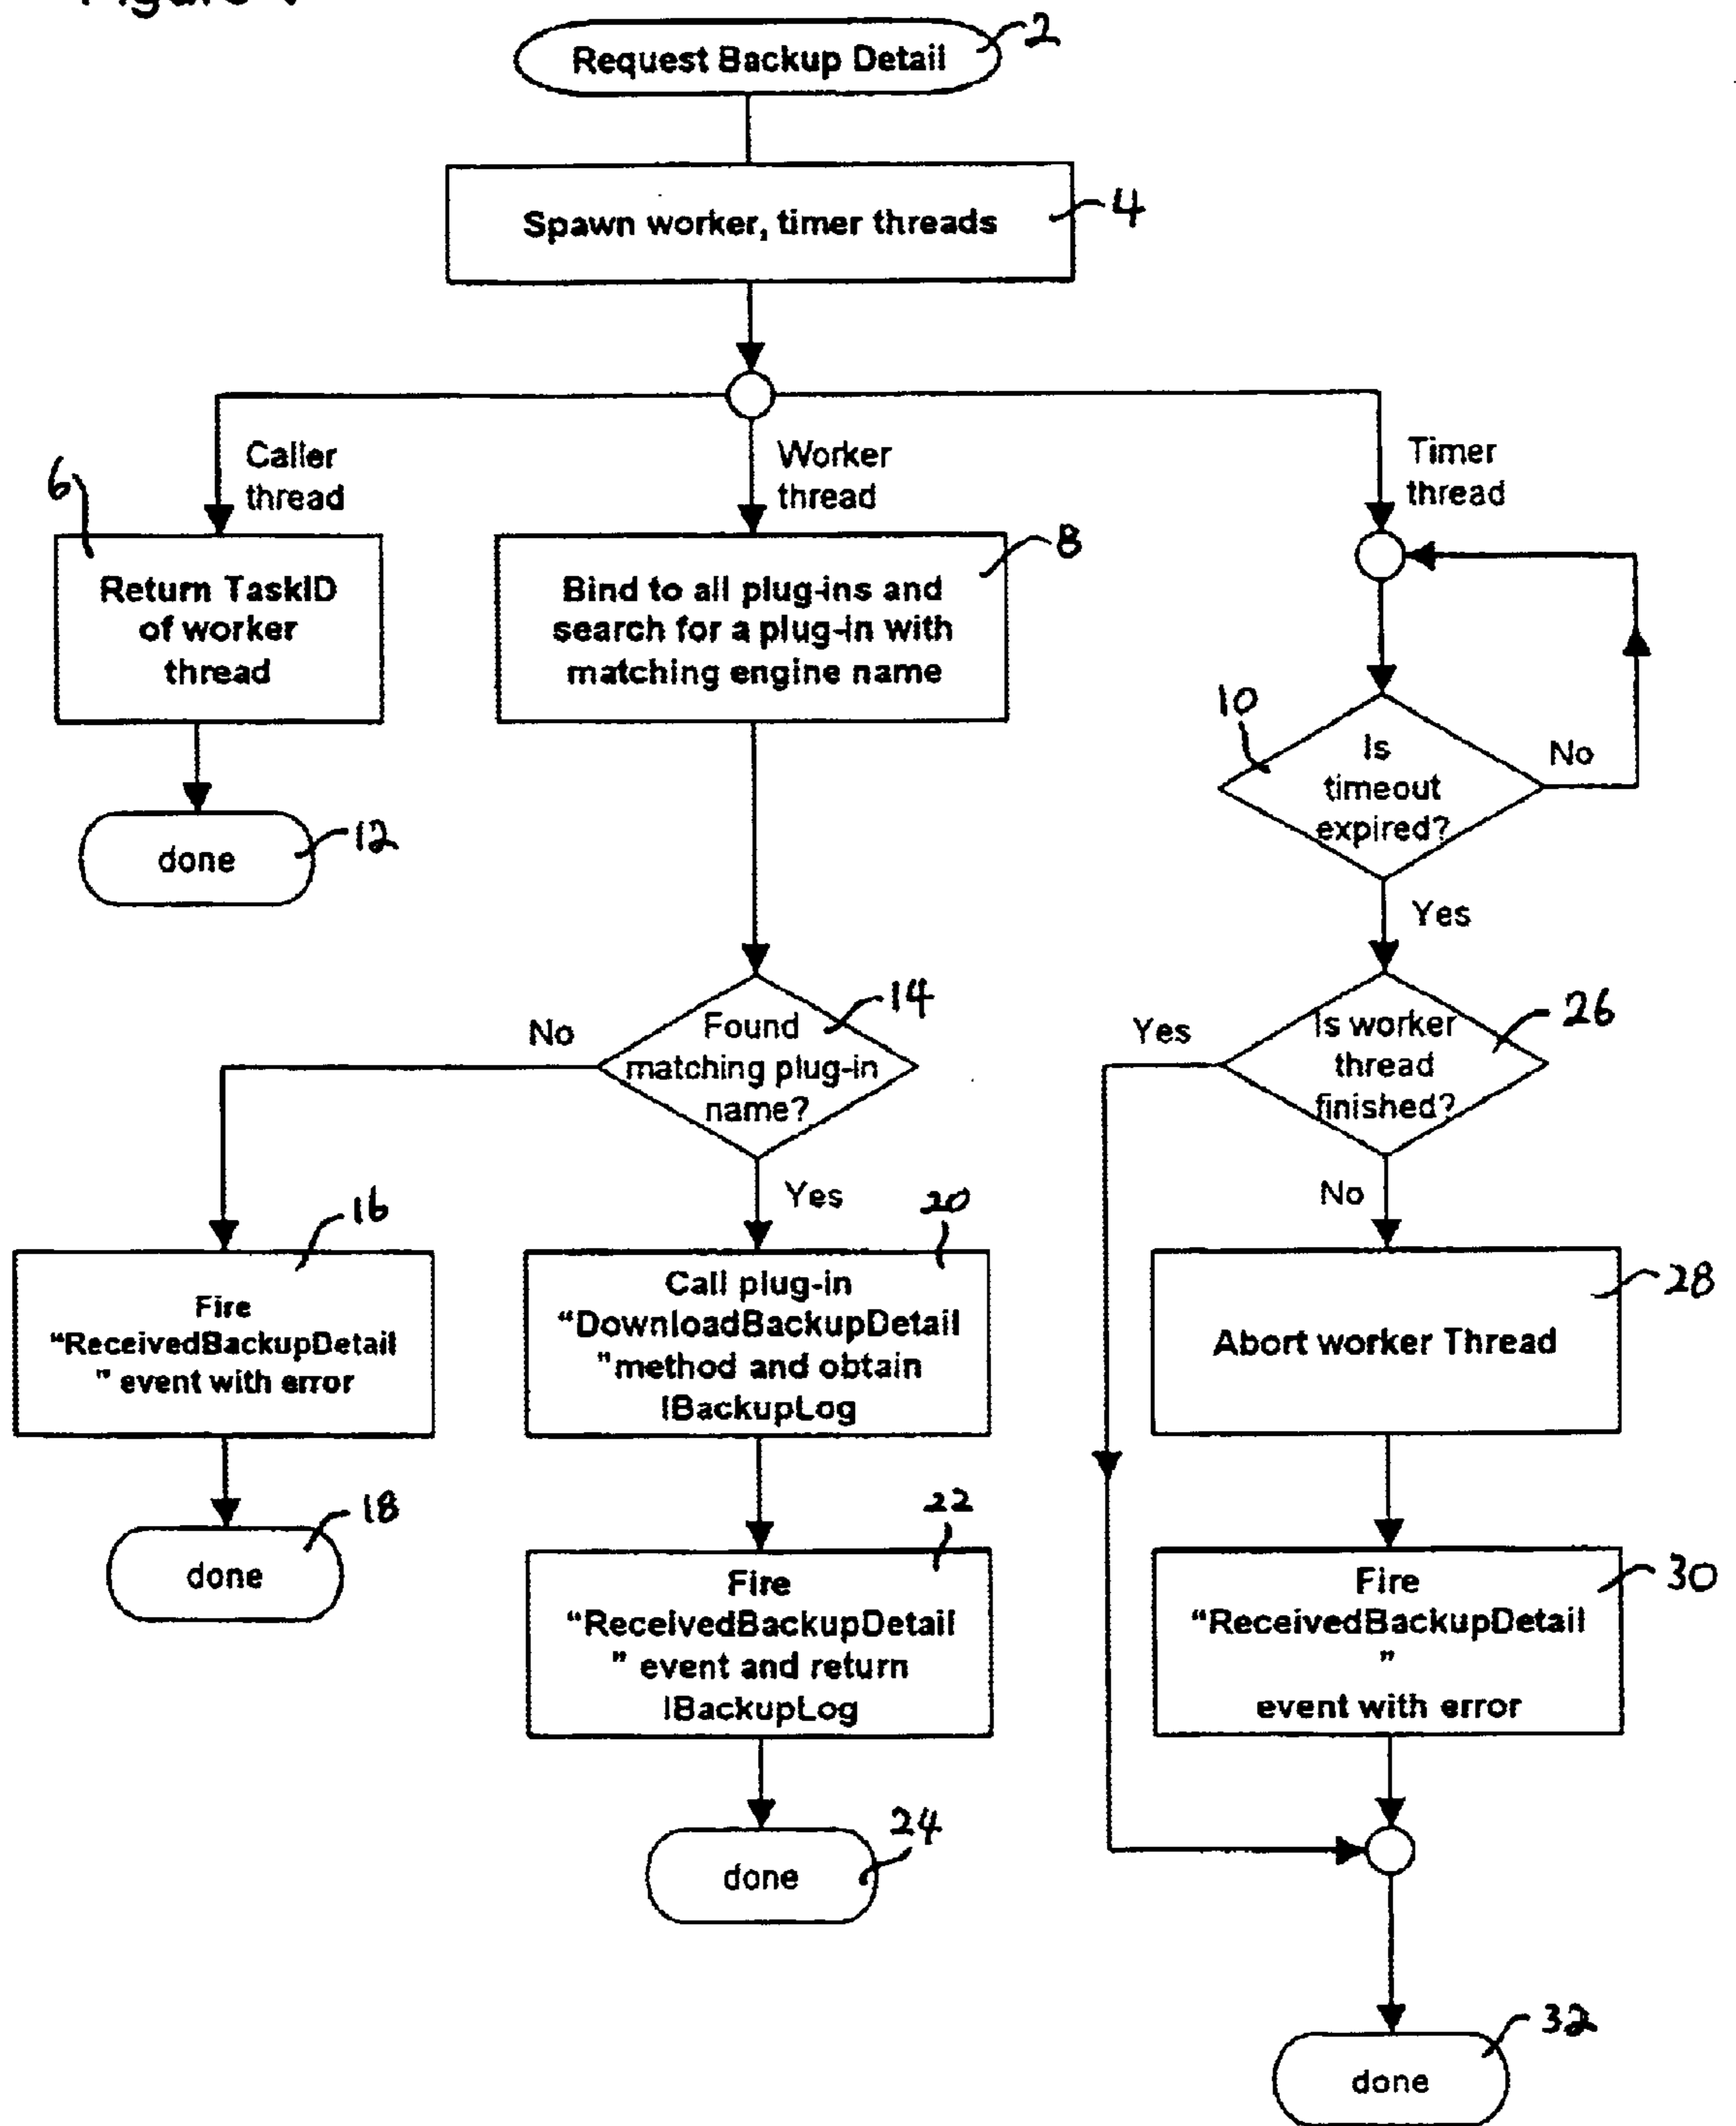 Request Backup Detail
2
Spawn worker, timer threads
4
Caller
thread
Worker
thread
Timer
thread
6
Return TaskID
of worker
thread
8
Bind to all plug-ins and
search for a plug-in with
matching engine name
10
Is
timeout
expired?
No
Yes
done
12
Found
matching plug-in
name?
14
No
Yes
Is worker
thread
finished?
26
Yes
No
16
Fire
“ReceivedBackupDetail
” event with error
20
Call plug-in
“DownloadBackupDetail
”method and obtain
IBackupLog
28
Abort worker Thread
done
18
22
Fire
“ReceivedBackupDetail
” event and return
IBackupLog
30
Fire
“ReceivedBackupDetail
”
event with error
done
24
done
32